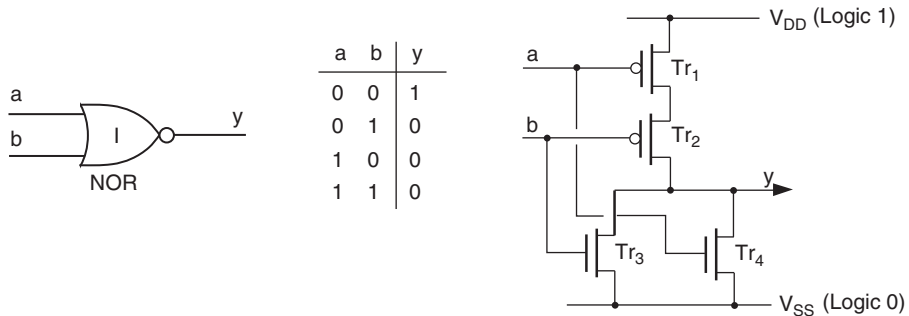 a
b
I
y
NOR
a b y
0 0 1
0 1 0
1 0 0
1 1 0
V_DD (Logic 1)
a
Tr_1
b
Tr_2
y
Tr_3
Tr_4
V_SS (Logic 0)